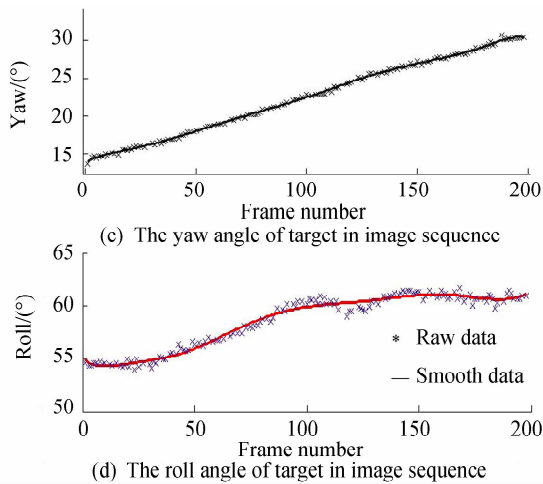 30
25
20
15
Yaw/(°)
0
50
100
150
200
Frame number
(c) The yaw angle of target in image sequence
65
60
55
50
Roll/(°)
* Raw data
— Smooth data
0
50
100
150
200
Frame number
(d) The roll angle of target in image sequence